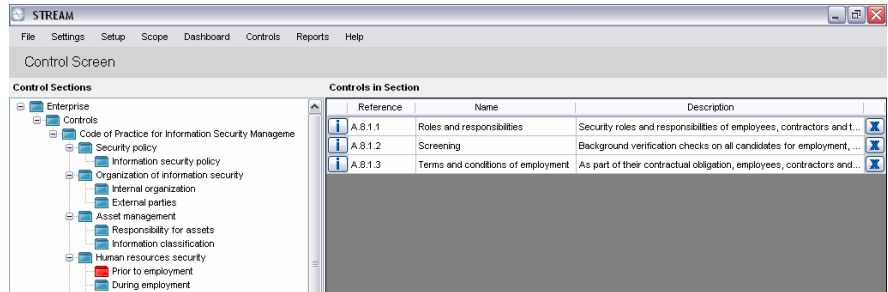 STREAM
File Settings Setup Scope Dashboard Controls Reports Help
Control Screen
Control Sections
Enterprise
Controls
Code of Practice for Information Security Manageme
Security policy
Information security policy
Organization of information security
Internal organization
External parties
Asset management
Responsibility for assets
Information classification
Human resources security
Prior to employment
During employment
Controls in Section
Reference Name Description
i A.8.1.1 Roles and responsibilities Security roles and responsibilities of employees, contractors and t... X
i A.8.1.2 Screening Background verification checks on all candidates for employment, ... X
i A.8.1.3 Terms and conditions of employment As part of their contractual obligation, employees, contractors and... X